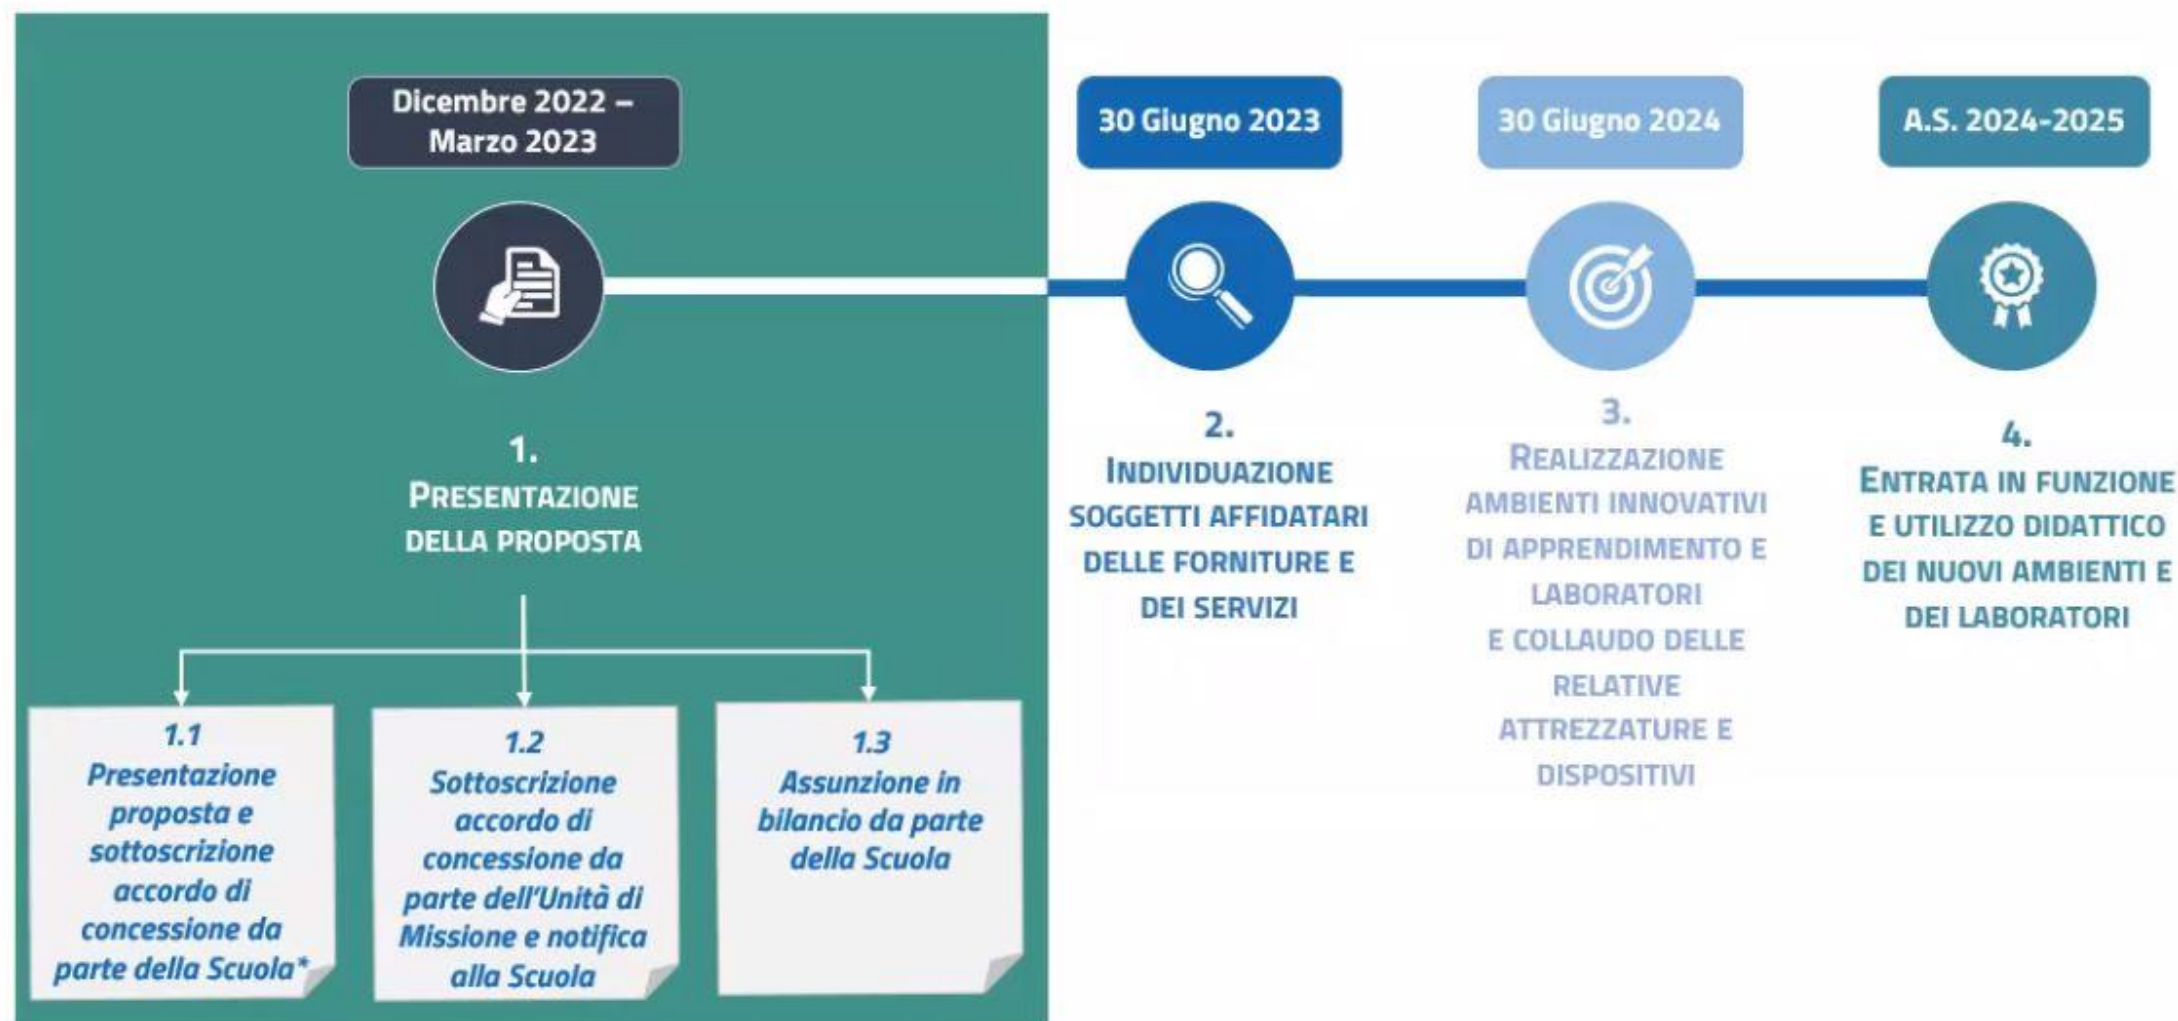 Dicembre 2022 –
Marzo 2023
30 Giugno 2023
30 Giugno 2024
A.S. 2024-2025
1.
PRESENTAZIONE
DELLA PROPOSTA
2.
INDIVIDUAZIONE
SOGGETTI AFFIDATARI
DELLE FORNITURE E
DEI SERVIZI
3.
REALIZZAZIONE
AMBIENTI INNOVATIVI
DI APPRENDIMENTO E
LABORATORI
E COLLAUDO DELLE
RELATIVE
ATTREZZATURE E
DISPOSITIVI
4.
ENTRATA IN FUNZIONE
E UTILIZZO DIDATTICO
DEI NUOVI AMBIENTI E
DEI LABORATORI
1.1
Presentazione
proposta e
sottoscrizione
accordo di
concessione da
parte della Scuola*
1.2
Sottoscrizione
accordo di
concessione da
parte dell'Unità di
Missione e notifica
alla Scuola
1.3
Assunzione in
bilancio da parte
della Scuola